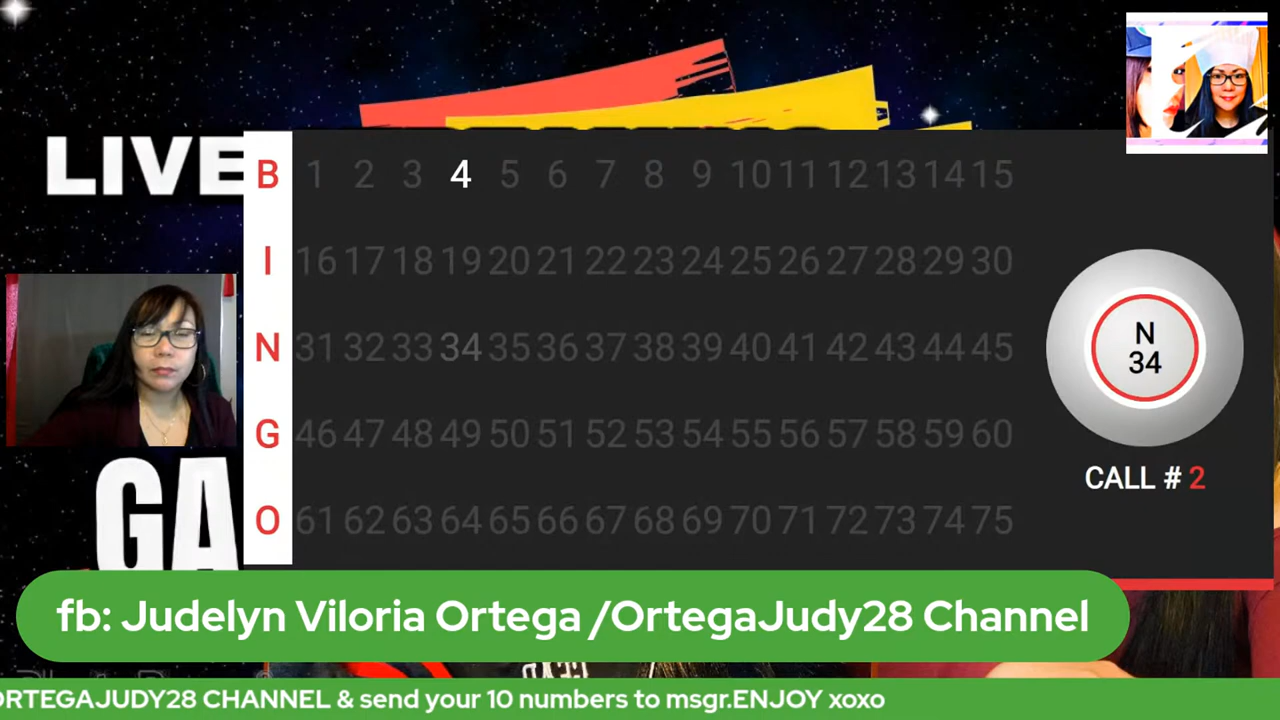 LIVE
B 1 2 3 4 5 6 7 8 9 10 11 12 13 14 15
I 16 17 18 19 20 21 22 23 24 25 26 27 28 29 30
N 31 32 33 34 35 36 37 38 39 40 41 42 43 44 45
G 46 47 48 49 50 51 52 53 54 55 56 57 58 59 60
O 61 62 63 64 65 66 67 68 69 70 71 72 73 74 75
N
34
CALL # 2
GA
fb: Judelyn Viloria Ortega /OrtegaJudy28 Channel
ORTEGAJUDY28 CHANNEL & send your 10 numbers to msgr.ENJOY xoxo